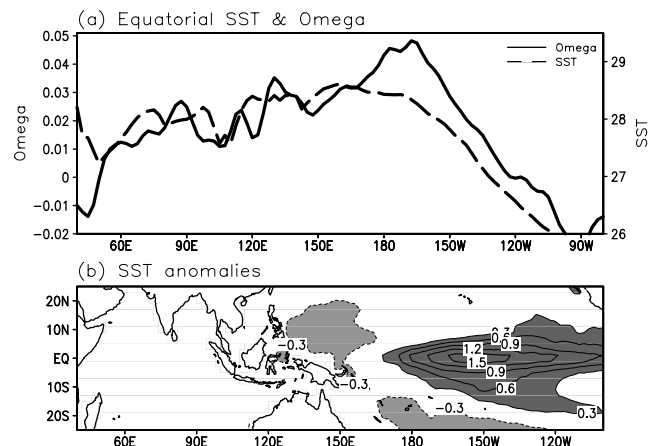 (a) Equatorial SST & Omega
0.05
0.04
0.03
0.02
0.01
0
-0.01
-0.02
Omega
Omega
SST
29
28
27
26
SST
60E 90E 120E 150E 180 150W 120W 90W
(b) SST anomalies
20N
10N
EQ
10S
20S
-0.3
-0.3
-0.3
0.9
1.2
1.5
0.9
0.6
0.3
60E 90E 120E 150E 180 150W 120W